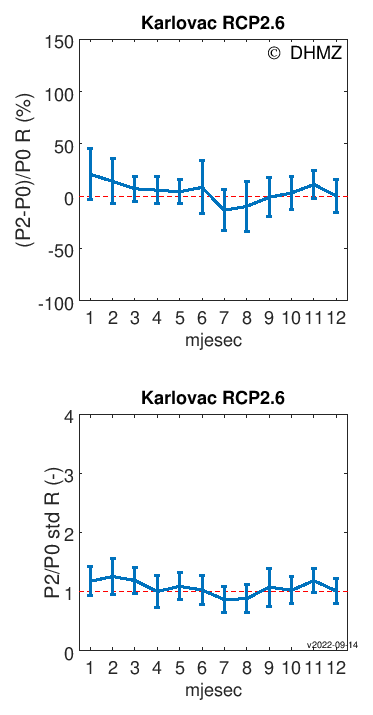 Karlovac RCP2.6
© DHMZ
(P2-P0)/P0 R (%)
150
100
50
0
-50
-100
1 2 3 4 5 6 7 8 9 10 11 12
mjesec
Karlovac RCP2.6
P2/P0 std R (-)
4
3
2
1
0
v2022-09-14
1 2 3 4 5 6 7 8 9 10 11 12
mjesec